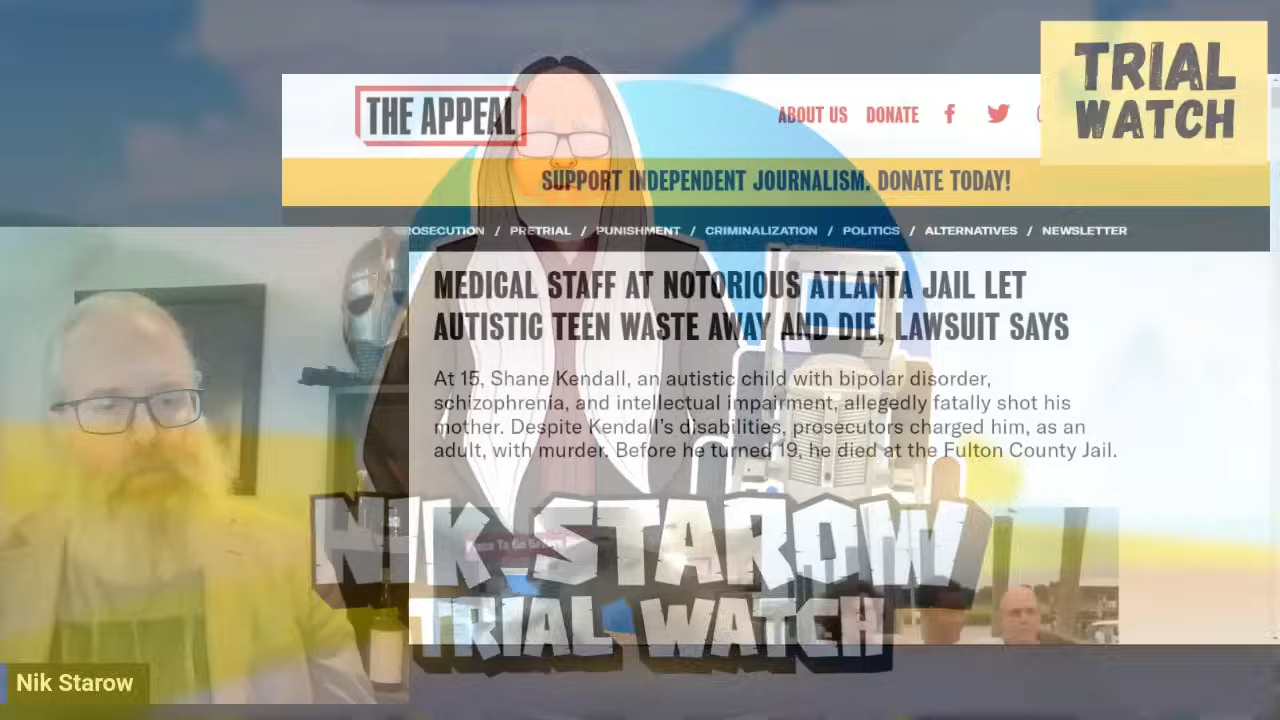 TRIAL
WATCH
THE APPEAL
ABOUT US DONATE
SUPPORT INDEPENDENT JOURNALISM. DONATE TODAY!
ROSECUTION / PRETRIAL / PUNISHMENT / CRIMINALIZATION / POLITICS / ALTERNATIVES / NEWSLETTER
MEDICAL STAFF AT NOTORIOUS ATLANTA JAIL LET
AUTISTIC TEEN WASTE AWAY AND DIE, LAWSUIT SAYS
At 15, Shane Kendall, an autistic child with bipolar disorder,
schizophrenia, and intellectual impairment, allegedly fatally shot his
mother. Despite Kendall's disabilities, prosecutors charged him, as an
adult, with murder. Before he turned 19, he died at the Fulton County Jail.
NIK STAROW
TRIAL WATCH
Nik Starow